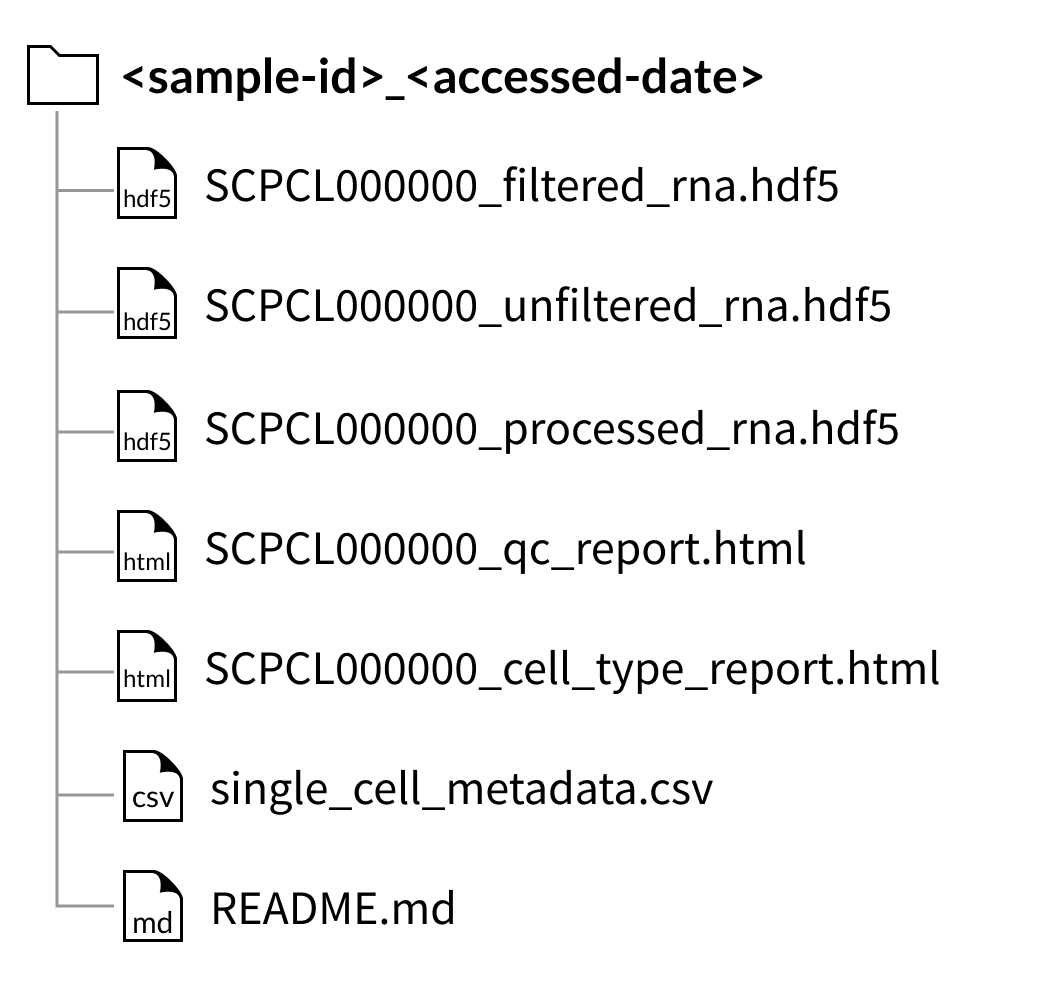 <sample-id>_<accessed-date>
hdf5 SCPCL000000_filtered_rna.hdf5
hdf5 SCPCL000000_unfiltered_rna.hdf5
hdf5 SCPCL000000_processed_rna.hdf5
html SCPCL000000_qc_report.html
html SCPCL000000_cell_type_report.html
csv single_cell_metadata.csv
md README.md